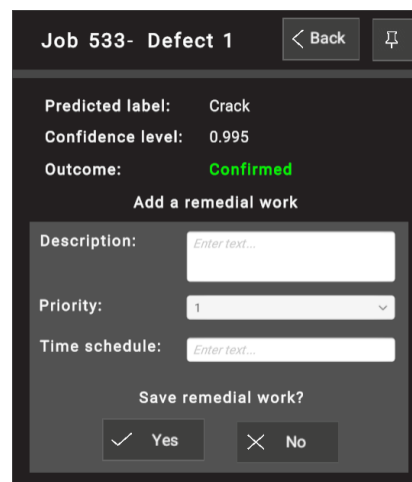 Job 533- Defect 1
Back
Predicted label: Crack
Confidence level: 0.995
Outcome: Confirmed
Add a remedial work
Description: Enter text...
Priority: 1
Time schedule: Enter text...
Save remedial work?
Yes No